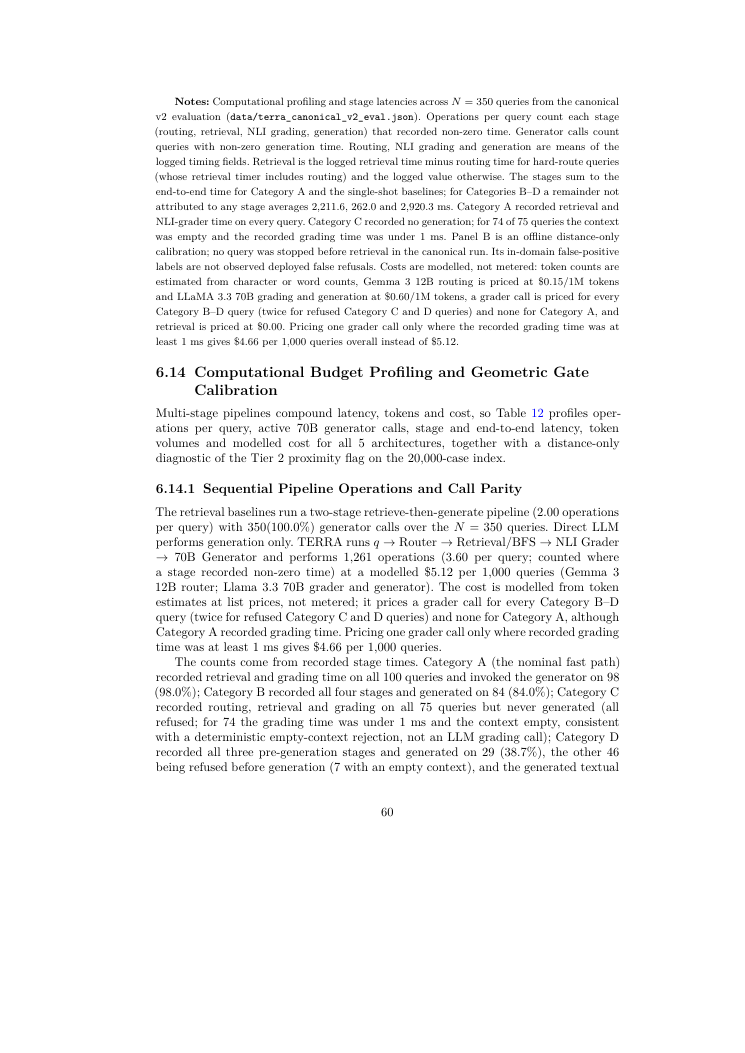 Notes: Computational profiling and stage latencies across N = 350 queries from the canonical
v2 evaluation (data/terra_canonical_v2_eval.json). Operations per query count each stage
(routing, retrieval, NLI grading, generation) that recorded non-zero time. Generator calls count
queries with non-zero generation time. Routing, NLI grading and generation are means of the
logged timing fields. Retrieval is the logged retrieval time minus routing time for hard-route queries
(whose retrieval timer includes routing) and the logged value otherwise. The stages sum to the
end-to-end time for Category A and the single-shot baselines; for Categories B–D a remainder not
attributed to any stage averages 2,211.6, 262.0 and 2,920.3 ms. Category A recorded retrieval and
NLI-grader time on every query. Category C recorded no generation; for 74 of 75 queries the context
was empty and the recorded grading time was under 1 ms. Panel B is an offline distance-only
calibration; no query was stopped before retrieval in the canonical run. Its in-domain false-positive
labels are not observed deployed false refusals. Costs are modelled, not metered: token counts are
estimated from character or word counts, Gemma 3 12B routing is priced at $0.15/1M tokens
and LLaMA 3.3 70B grading and generation at $0.60/1M tokens, a grader call is priced for every
Category B–D query (twice for refused Category C and D queries) and none for Category A, and
retrieval is priced at $0.00. Pricing one grader call only where the recorded grading time was at
least 1 ms gives $4.66 per 1,000 queries overall instead of $5.12.
6.14 Computational Budget Profiling and Geometric Gate
Calibration
Multi-stage pipelines compound latency, tokens and cost, so Table 12 profiles oper-
ations per query, active 70B generator calls, stage and end-to-end latency, token
volumes and modelled cost for all 5 architectures, together with a distance-only
diagnostic of the Tier 2 proximity flag on the 20,000-case index.
6.14.1 Sequential Pipeline Operations and Call Parity
The retrieval baselines run a two-stage retrieve-then-generate pipeline (2.00 operations
per query) with 350(100.0%) generator calls over the N = 350 queries. Direct LLM
performs generation only. TERRA runs q → Router → Retrieval/BFS → NLI Grader
→ 70B Generator and performs 1,261 operations (3.60 per query; counted where
a stage recorded non-zero time) at a modelled $5.12 per 1,000 queries (Gemma 3
12B router; Llama 3.3 70B grader and generator). The cost is modelled from token
estimates at list prices, not metered; it prices a grader call for every Category B–D
query (twice for refused Category C and D queries) and none for Category A, although
Category A recorded grading time. Pricing one grader call only where recorded grading
time was at least 1 ms gives $4.66 per 1,000 queries.
The counts come from recorded stage times. Category A (the nominal fast path)
recorded retrieval and grading time on all 100 queries and invoked the generator on 98
(98.0%); Category B recorded all four stages and generated on 84 (84.0%); Category C
recorded routing, retrieval and grading on all 75 queries but never generated (all
refused; for 74 the grading time was under 1 ms and the context empty, consistent
with a deterministic empty-context rejection, not an LLM grading call); Category D
recorded all three pre-generation stages and generated on 29 (38.7%), the other 46
being refused before generation (7 with an empty context), and the generated textual
60